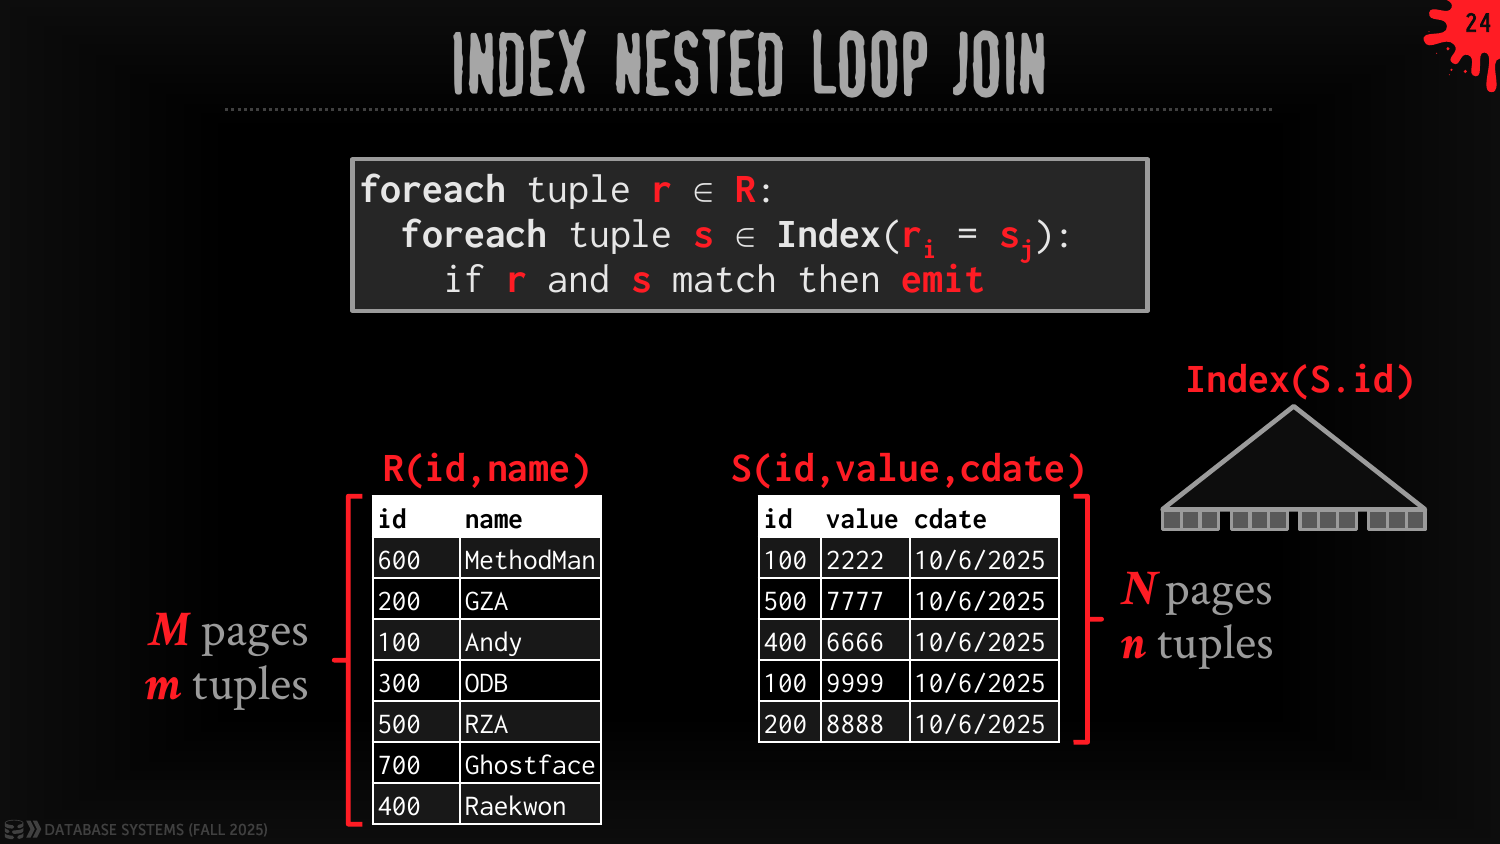 24
INDEX NESTED LOOP JOIN
foreach tuple r ∈ R:
foreach tuple s ∈ Index(ri = sj):
if r and s match then emit
Index(S.id)
R(id,name)
id name
600 MethodMan
200 GZA
100 Andy
300 ODB
500 RZA
700 Ghostface
400 Raekwon
M pages
m tuples
S(id,value,cdate)
id value cdate
100 2222 10/6/2025
500 7777 10/6/2025
400 6666 10/6/2025
100 9999 10/6/2025
200 8888 10/6/2025
N pages
n tuples
DATABASE SYSTEMS (FALL 2025)